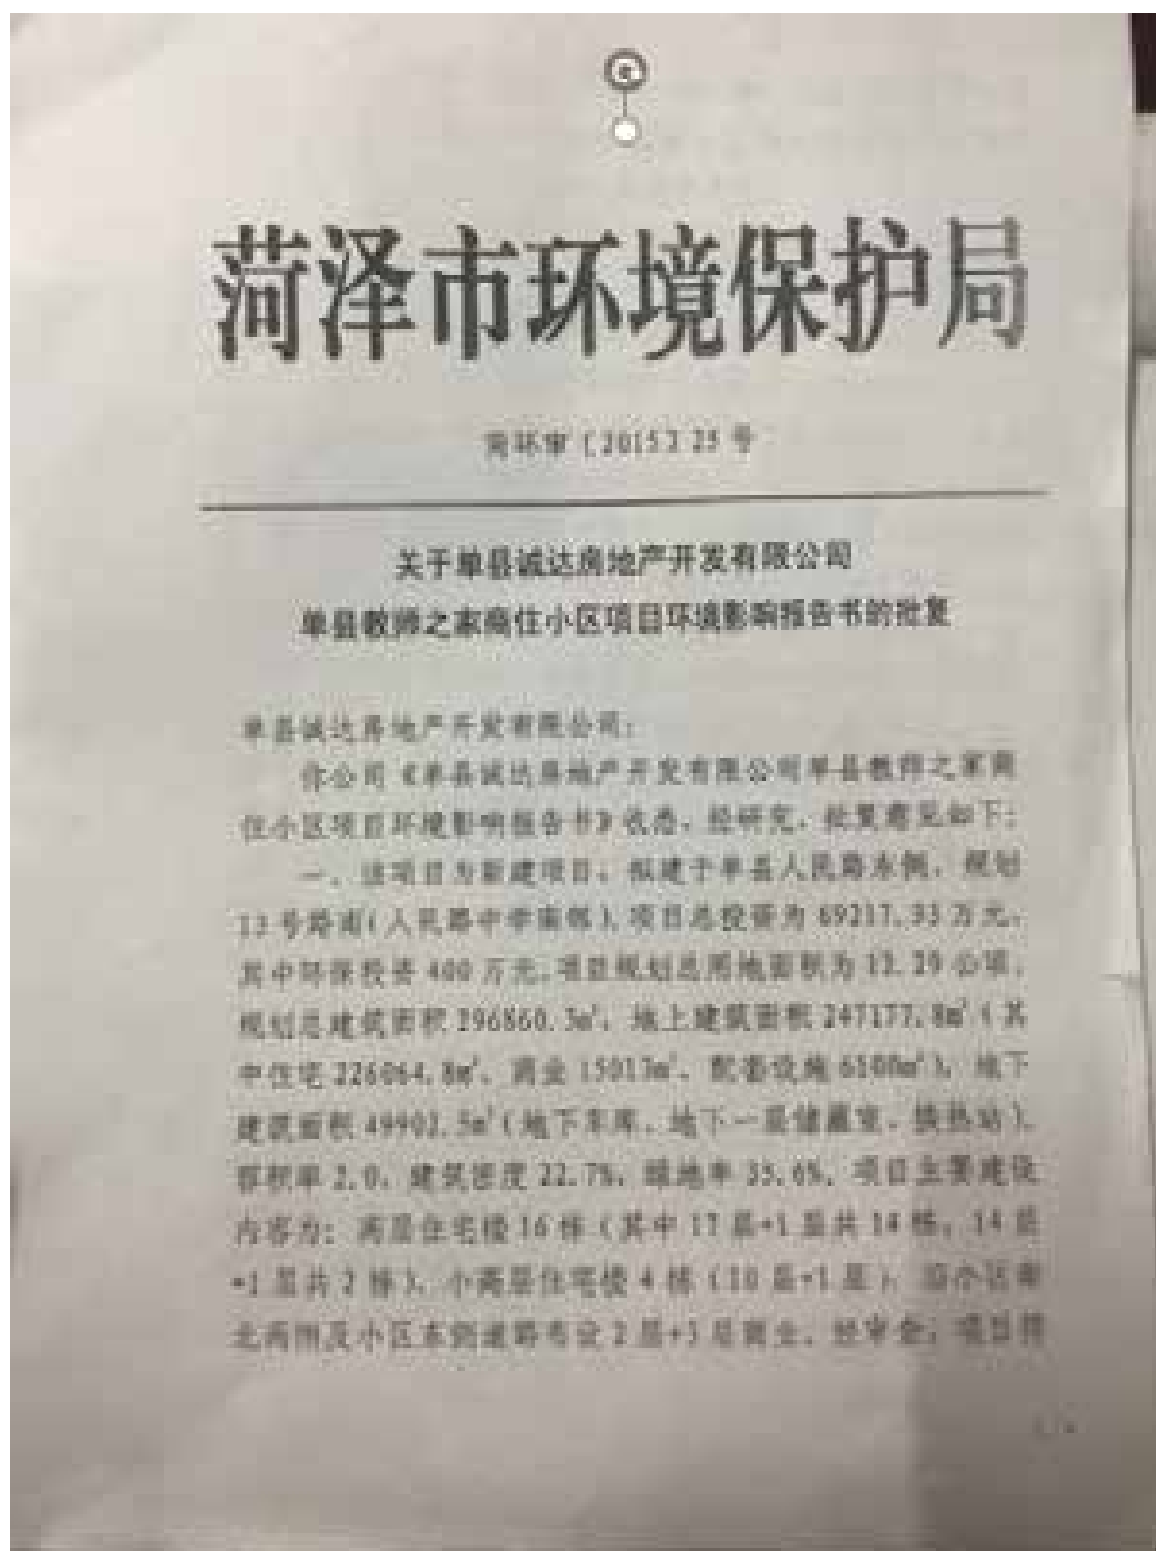 菏泽市环境保护局
菏环审〔2015〕25号
关于单县诚达房地产开发有限公司
单县教师之家商住小区项目环境影响报告书的批复
单县诚达房地产开发有限公司:
你公司《单县诚达房地产开发有限公司单县教师之家商
住小区项目环境影响报告书》收悉。经研究,批复意见如下:
一、该项目为新建项目,拟建于单县人民路东侧,规划
13号路南(人民路中学南邻)。项目总投资为69217.93万元,
其中环保投资400万元。项目规划总用地面积为12.29公顷,
规划总建筑面积296860.3m²,地上建筑面积247177.8m²(其
中住宅226064.8m²、商业15013m²、配套设施6100m²),地下
建筑面积49902.5m²(地下车库、地下一层储藏室、换热站)。
容积率2.0,建筑密度22.7%,绿地率35.6%。项目主要建设
内容为:高层住宅楼16栋(其中17层+1层共14栋,14层
+1层共2栋)、小高层住宅楼4栋(10层+1层),沿小区南
北两侧及小区东侧道路布设2层+1层商业。经审查,项目符